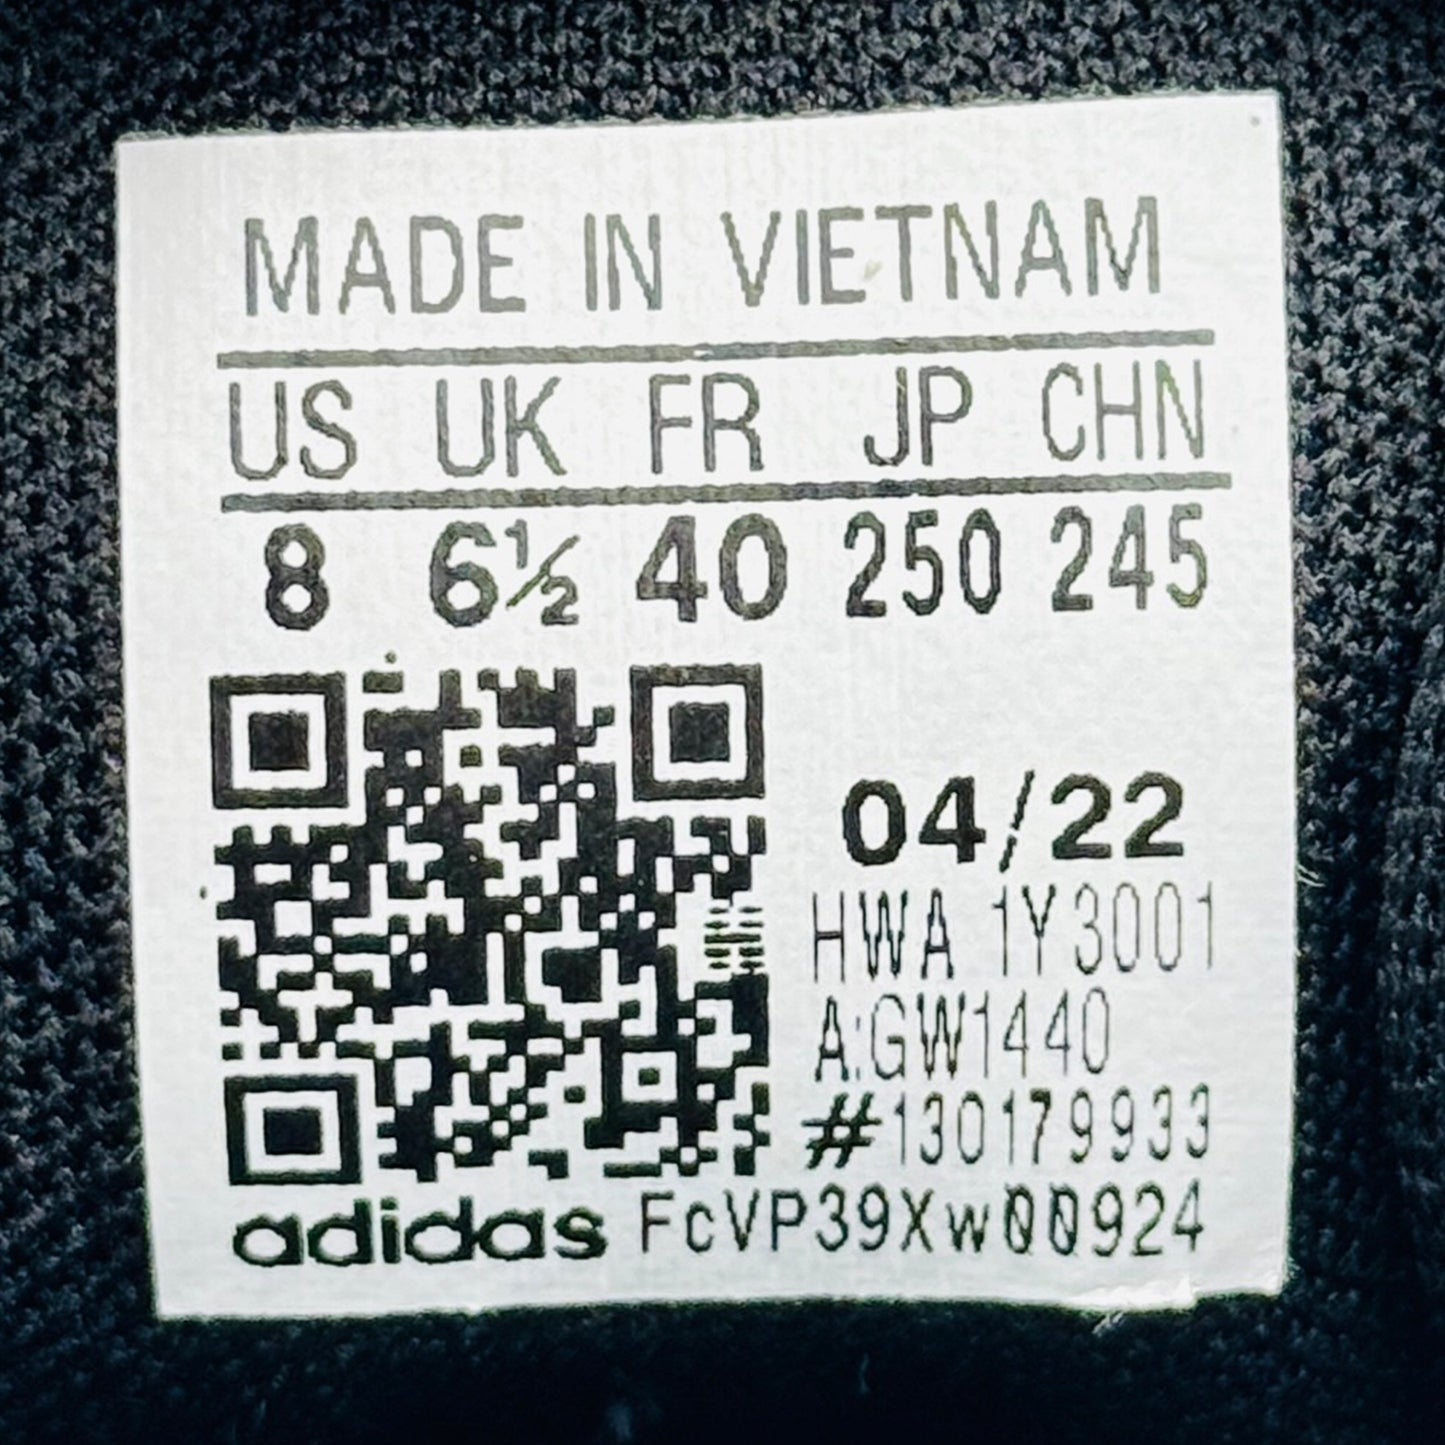 MADE IN VIETNAM
US UK FR JP CHN
8 6½ 40 250 245
04/22
HWA 1Y3001
A:GW1440
#130179933
adidas FcVP39Xw00924